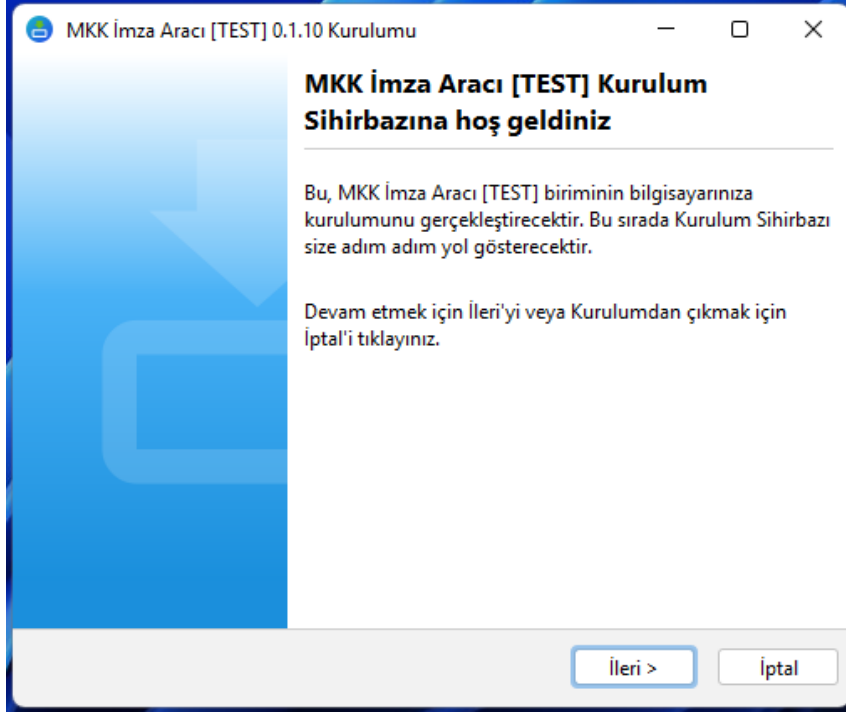 MKK İmza Aracı [TEST] 0.1.10 Kurulumu
MKK İmza Aracı [TEST] Kurulum
Sihirbazına hoş geldiniz
Bu, MKK İmza Aracı [TEST] biriminin bilgisayarınıza
kurulumunu gerçekleştirecektir. Bu sırada Kurulum Sihirbazı
size adım adım yol gösterecektir.
Devam etmek için İleri'yi veya Kurulumdan çıkmak için
İptal'i tıklayınız.
İleri >
İptal